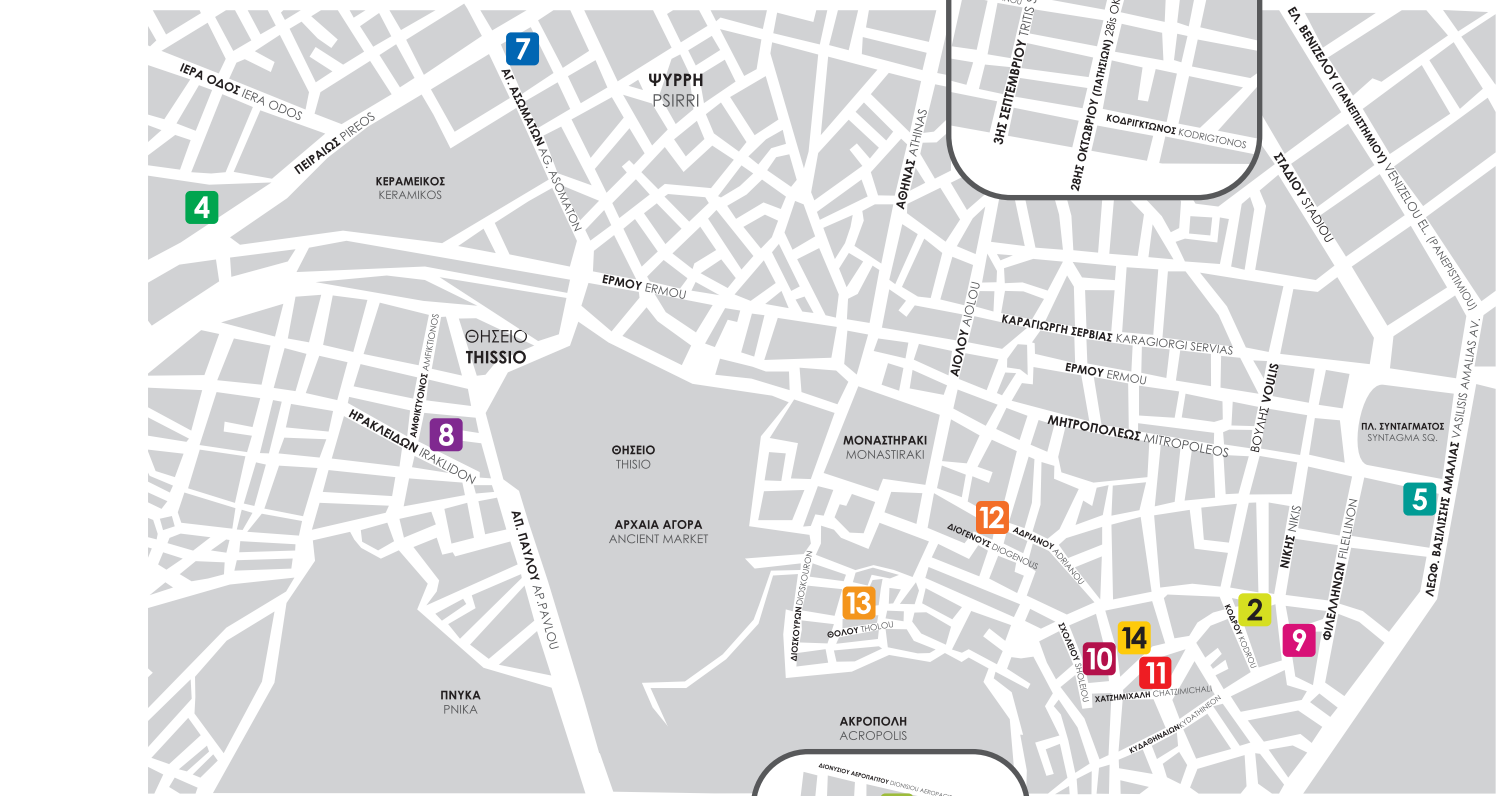 ΙΕΡΑ ΟΔΟΣ IERA ODOS
ΠΕΙΡΑΙΩΣ PIREOS
7
ΑΓ. ΑΣΩΜΑΤΩΝ AG. ASOMATON
ΨΥΡΡΗ
PSIRRI
ΑΘΗΝΑΣ ATHINAS
3ΗΣ ΣΕΠΤΕΜΒΡΙΟΥ TRITIS
28ΗΣ ΟΚΤΩΒΡΙΟΥ (ΠΑΤΗΣΙΩΝ) 28is
ΚΟΔΡΙΓΚΤΩΝΟΣ KODRIGTONOS
ΕΛ. ΒΕΝΙΖΕΛΟΥ (ΠΑΝΕΠΙΣΤΗΜΙΟΥ) VENIZELOU EL. (PANEPISTIMIOU)
ΣΤΑΔΙΟΥ STADIOU
ΚΕΡΑΜΕΙΚΟΣ
KERAMIKOS
4
ΕΡΜΟΥ ERMOU
ΘΗΣΕΙΟ
THISSIO
ΑΜΦΙΚΤΥΟΝΟΣ AMFIKTIONOS
ΗΡΑΚΛΕΙΔΩΝ IRAKLIDON
8
ΑΙΟΛΟΥ AIOLOU
ΚΑΡΑΓΙΩΡΓΗ ΣΕΡΒΙΑΣ KARAGIORGI SERVIAS
ΕΡΜΟΥ ERMOU
ΜΗΤΡΟΠΟΛΕΩΣ MITROPOLEOS
ΒΟΥΛΗΣ VOULIS
ΠΛ. ΣΥΝΤΑΓΜΑΤΟΣ
SYNTAGMA SQ.
ΛΕΩΦ. ΒΑΣΙΛΙΣΣΗΣ ΑΜΑΛΙΑΣ VASILISIS AMALIAS AV.
5
ΘΗΣΕΙΟ
THISIO
ΜΟΝΑΣΤΗΡΑΚΙ
MONASTIRAKI
ΑΡΧΑΙΑ ΑΓΟΡΑ
ANCIENT MARKET
ΑΠ. ΠΑΥΛΟΥ AP.PAVLOU
12
ΔΙΟΓΕΝΟΥΣ DIOGENOUS
ΑΔΡΙΑΝΟΥ ADRIANOU
ΝΙΚΗΣ NIKIS
ΦΙΛΕΛΛΗΝΩΝ FILELLINON
ΔΙΟΣΚΟΥΡΩΝ DIOSKOURON
13
ΘΟΛΟΥ THOLOU
ΣΧΟΛΕΙΟΥ SHOLEIOU
10
14
11
2
ΚΟΔΡΟΥ KODROU
9
ΧΑΤΖΗΜΙΧΑΛΗ CHATZIMICHALI
ΚΥΔΑΘΗΝΑΙΩΝ KYDATHINEON
ΠΝΥΚΑ
PNIKA
ΑΚΡΟΠΟΛΗ
ACROPOLIS
ΔΙΟΝΥΣΙΟΥ ΑΕΡΟΠΑΓΙΤΟΥ DIONISIOU